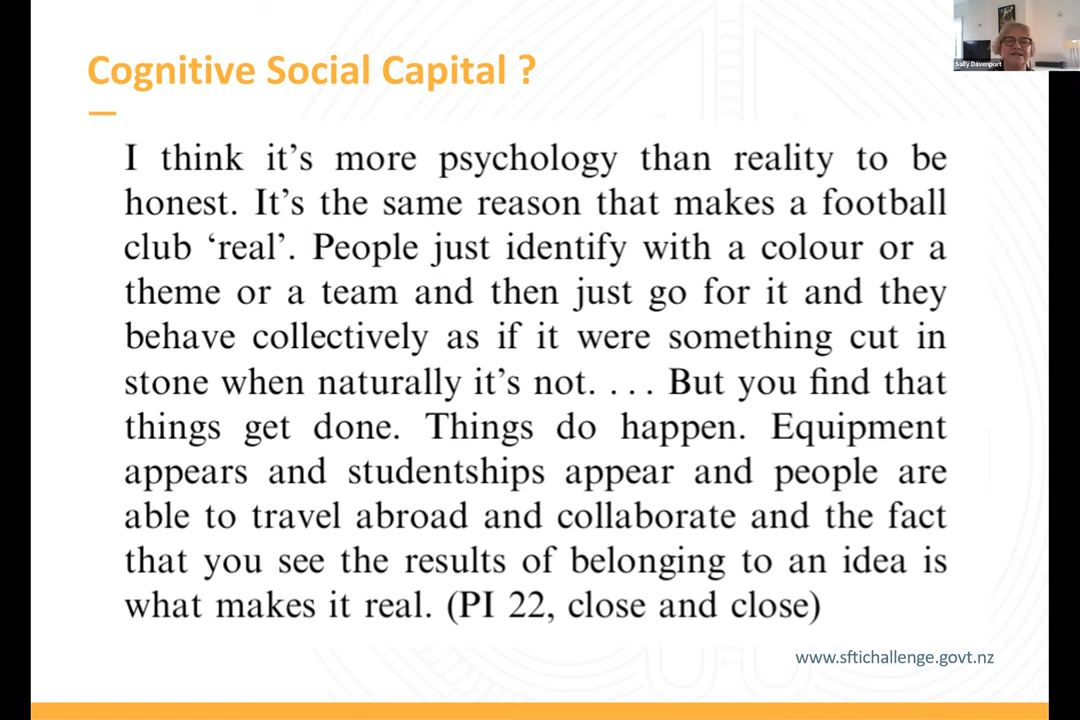 Cognitive Social Capital ?
Sally Davenport
I think it’s more psychology than reality to be
honest. It’s the same reason that makes a football
club ‘real’. People just identify with a colour or a
theme or a team and then just go for it and they
behave collectively as if it were something cut in
stone when naturally it’s not. . . . But you find that
things get done. Things do happen. Equipment
appears and studentships appear and people are
able to travel abroad and collaborate and the fact
that you see the results of belonging to an idea is
what makes it real. (PI 22, close and close)
www.sftichallenge.govt.nz